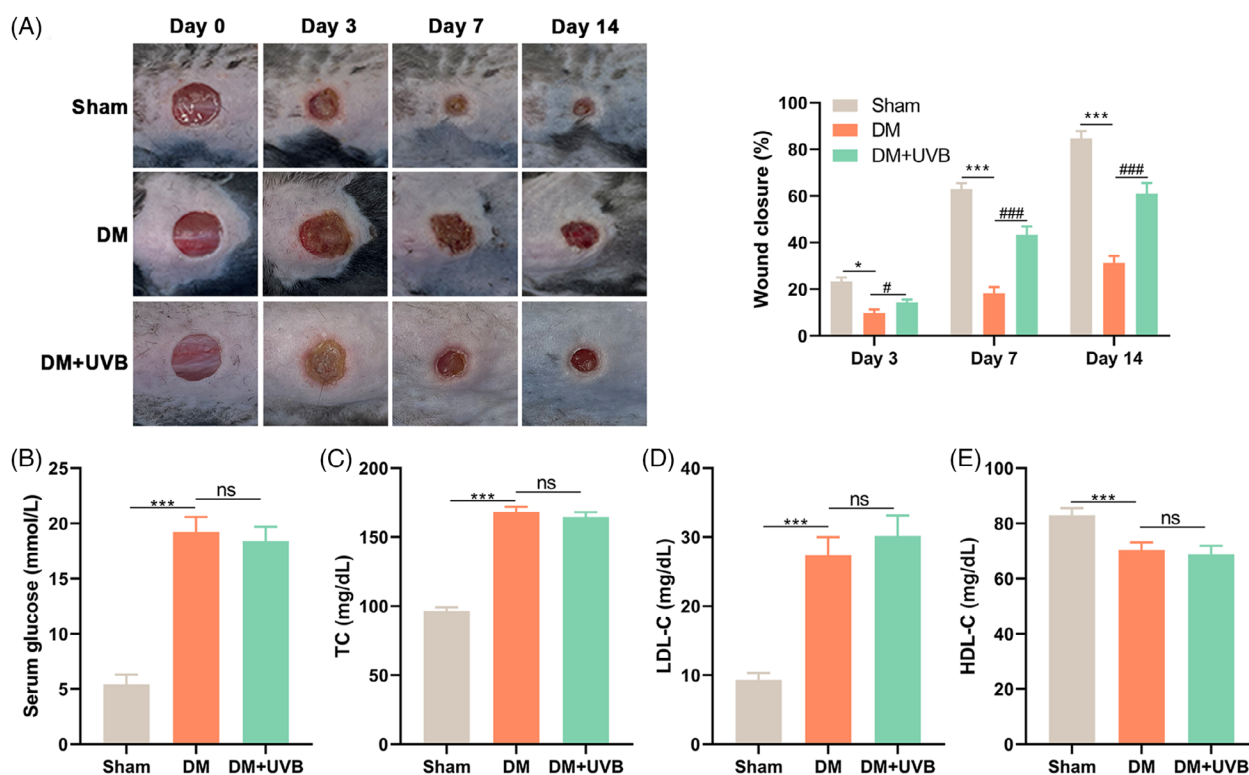 (A)
Day 0 Day 3 Day 7 Day 14
Sham
DM
DM+UVB
Wound closure (%)
100
80
60
40
20
0
Sham
DM
DM+UVB
* # *** ### *** ###
Day 3 Day 7 Day 14
(B)
Serum glucose (mmol/L)
25
20
15
10
5
0
*** ns
Sham DM DM+UVB
(C)
TC (mg/dL)
200
150
100
50
0
*** ns
Sham DM DM+UVB
(D)
LDL-C (mg/dL)
40
30
20
10
0
*** ns
Sham DM DM+UVB
(E)
HDL-C (mg/dL)
100
80
60
40
20
0
*** ns
Sham DM DM+UVB